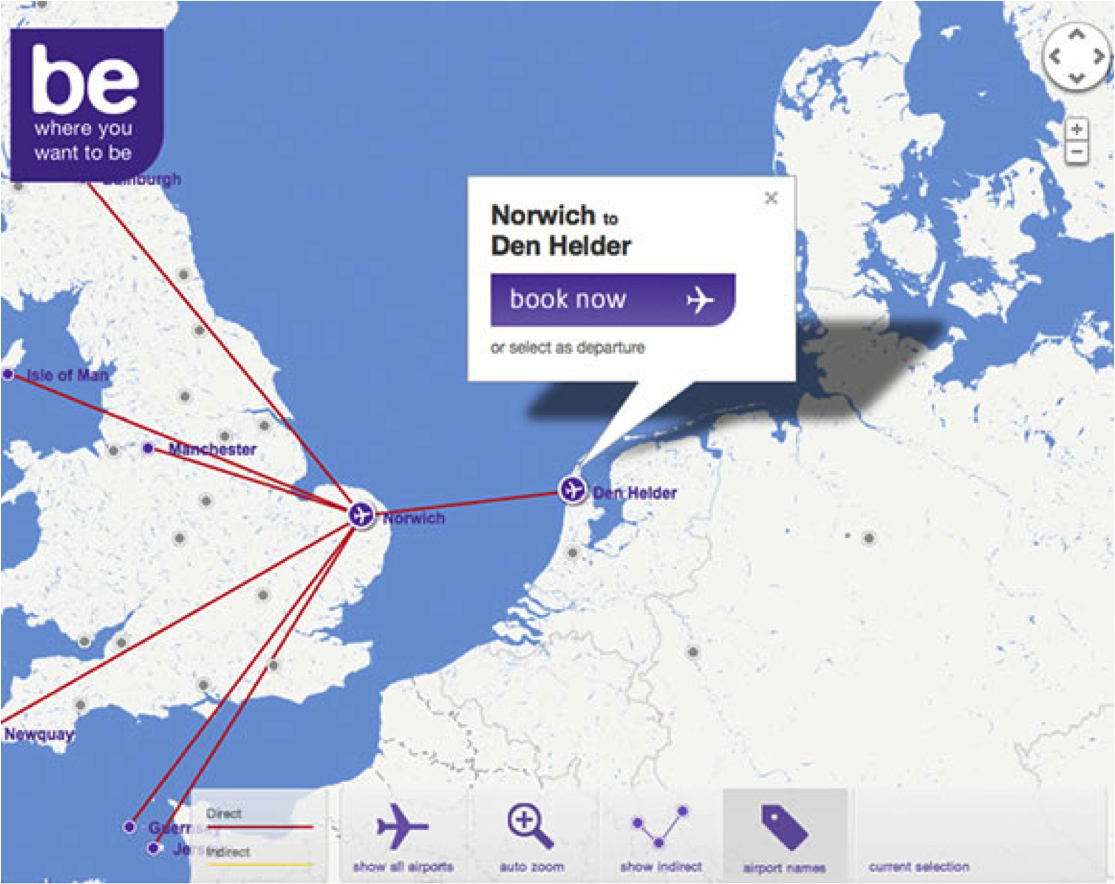 be
where you
want to be
Edinburgh
Norwich to
Den Helder
book now
or select as departure
Isle of Man
Manchester
Den Helder
Norwich
Newquay
Guernsey
Jersey
Direct
Indirect
show all airports
auto zoom
show indirect
airport names
current selection